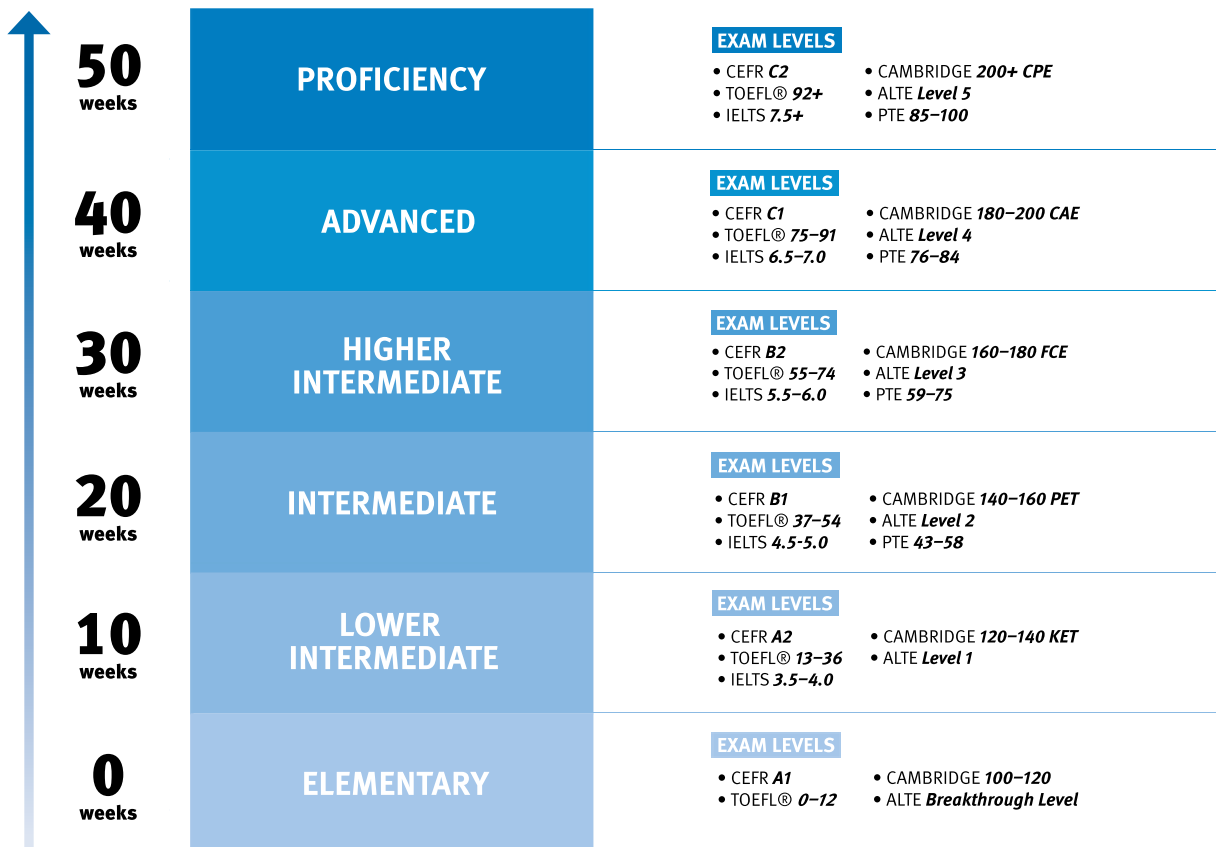 50
weeks
PROFICIENCY
EXAM LEVELS
• CEFR C2
• TOEFL® 92+
• IELTS 7.5+
• CAMBRIDGE 200+ CPE
• ALTE Level 5
• PTE 85–100
40
weeks
ADVANCED
EXAM LEVELS
• CEFR C1
• TOEFL® 75–91
• IELTS 6.5–7.0
• CAMBRIDGE 180–200 CAE
• ALTE Level 4
• PTE 76–84
30
weeks
HIGHER
INTERMEDIATE
EXAM LEVELS
• CEFR B2
• TOEFL® 55–74
• IELTS 5.5–6.0
• CAMBRIDGE 160–180 FCE
• ALTE Level 3
• PTE 59–75
20
weeks
INTERMEDIATE
EXAM LEVELS
• CEFR B1
• TOEFL® 37–54
• IELTS 4.5-5.0
• CAMBRIDGE 140–160 PET
• ALTE Level 2
• PTE 43–58
10
weeks
LOWER
INTERMEDIATE
EXAM LEVELS
• CEFR A2
• TOEFL® 13–36
• IELTS 3.5–4.0
• CAMBRIDGE 120–140 KET
• ALTE Level 1
0
weeks
ELEMENTARY
EXAM LEVELS
• CEFR A1
• TOEFL® 0–12
• CAMBRIDGE 100–120
• ALTE Breakthrough Level